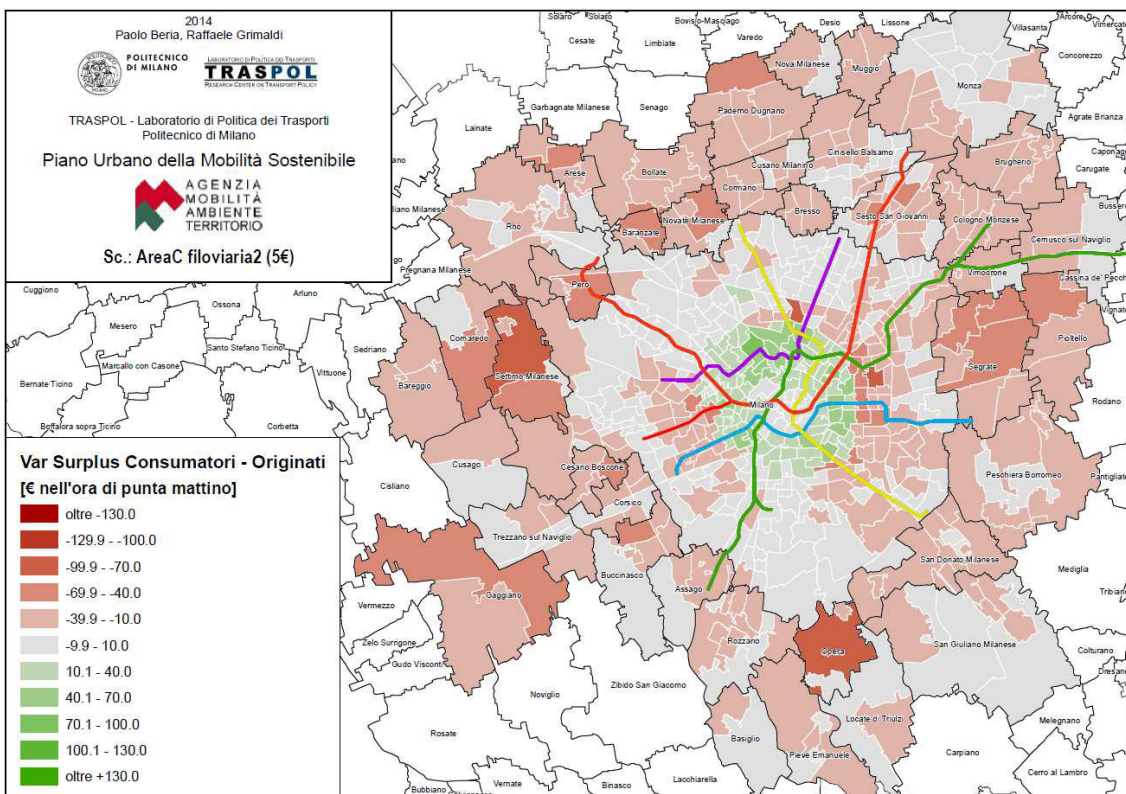 2014
Paolo Beria, Raffaele Grimaldi
POLITECNICO
DI MILANO
LABORATORIO DI POLITICA DEI TRASPORTI
TRASPOL
RESEARCH CENTER ON TRANSPORT POLICY
TRASPOL - Laboratorio di Politica dei Trasporti
Politecnico di Milano
Piano Urbano della Mobilità Sostenibile
AGENZIA
MOBILITÀ
AMBIENTE
TERRITORIO
Sc.: AreaC filoviaria2 (5€)
Solaro
Solaro
Bovisio-Masciago
Desio
Lissone
Arcore
Vimercate
Cesate
Limbiate
Varedo
Villasanta
Concorezzo
Nova Milanese
Muggio
Monza
Garbagnate Milanese
Senago
Paderno Dugnano
Lainate
Agrate Brianza
Caponago
Carugate
Cinisello Balsamo
Brugherio
Arese
Bollate
Cusano Milanino
Cormano
Bresso
Sesto San Giovanni
Cologno Monzese
Bussero
Rho
Novate Milanese
Baranzate
Cernusco sul Naviglio
Pregnana Milanese
Vimodrone
Cassina de' Pecchi
Pero
Cuggiono
Ossona
Arluno
Mesero
Santo Stefano Ticino
Marcallo con Casone
Vittuone
Sedriano
Bernate Ticino
Boffalora sopra Ticino
Corbetta
Cornaredo
Settimo Milanese
Bareggio
Pioltello
Segrate
Rodano
Milano
Cusago
Cisliano
Cesano Boscone
Corsico
Peschiera Borromeo
Pantigliate
Trezzano sul Naviglio
Buccinasco
Assago
San Donato Milanese
Mediglia
Gaggiano
Vermezzo
Zelo Surrigone
Gudo Visconti
Rozzano
Opera
San Giuliano Milanese
Colturano
Noviglio
Zibido San Giacomo
Rosate
Basiglio
Locate di Triulzi
Pieve Emanuele
Carpiano
Melegnano
Cerro al Lambro
Lacchiarella
Binasco
Vernate
Bubbiano
Var Surplus Consumatori - Originati
[€ nell'ora di punta mattino]
oltre -130.0
-129.9 - -100.0
-99.9 - -70.0
-69.9 - -40.0
-39.9 - -10.0
-9.9 - 10.0
10.1 - 40.0
40.1 - 70.0
70.1 - 100.0
100.1 - 130.0
oltre +130.0